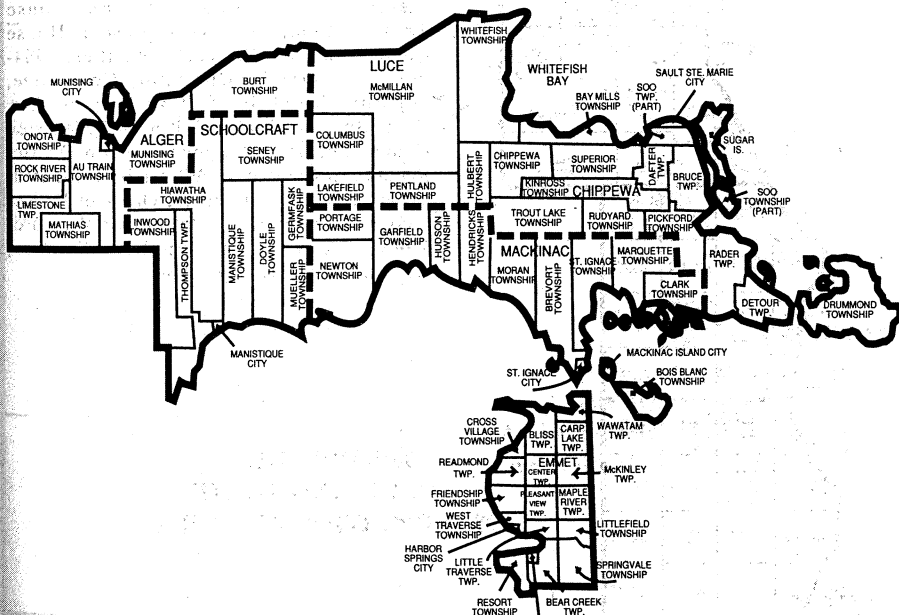 WHITEFISH
TOWNSHIP
LUCE
McMILLAN
TOWNSHIP
WHITEFISH
BAY
SAULT STE. MARIE
CITY
MUNISING
CITY
BURT
TOWNSHIP
BAY MILLS
TOWNSHIP
SOO
TWP.
(PART)
ONOTA
TOWNSHIP
ALGER
SCHOOLCRAFT
COLUMBUS
TOWNSHIP
SUGAR
IS.
ROCK RIVER
TOWNSHIP
AU TRAIN
TOWNSHIP
MUNISING
TOWNSHIP
SENEY
TOWNSHIP
HULBERT
TOWNSHIP
CHIPPEWA
TOWNSHIP
SUPERIOR
TOWNSHIP
DAFTER
TWP.
BRUCE
TWP.
LIMESTONE
TWP.
HIAWATHA
TOWNSHIP
LAKEFIELD
TOWNSHIP
PENTLAND
TOWNSHIP
KINROSS
TOWNSHIP
CHIPPEWA
SOO
TOWNSHIP
(PART)
MATHIAS
TOWNSHIP
INWOOD
TOWNSHIP
THOMPSON TWP.
MANISTIQUE
TOWNSHIP
DOYLE
TOWNSHIP
GERMFASK
TOWNSHIP
MUELLER
TOWNSHIP
PORTAGE
TOWNSHIP
NEWTON
TOWNSHIP
GARFIELD
TOWNSHIP
HUDSON
TOWNSHIP
HENDRICKS
TOWNSHIP
TROUT LAKE
TOWNSHIP
RUDYARD
TOWNSHIP
PICKFORD
TOWNSHIP
MACKINAC
MORAN
TOWNSHIP
BREVORT
TOWNSHIP
ST. IGNACE
TOWNSHIP
MARQUETTE
TOWNSHIP
CLARK
TOWNSHIP
RADER
TWP.
DETOUR
TWP.
DRUMMOND
TOWNSHIP
MANISTIQUE
CITY
ST. IGNACE
CITY
MACKINAC ISLAND CITY
BOIS BLANC
TOWNSHIP
CROSS
VILLAGE
TOWNSHIP
BLISS
TWP.
CARP
LAKE
TWP.
WAWATAM
TWP.
READMOND
TWP.
EMMET
CENTER
TWP.
McKINLEY
TWP.
FRIENDSHIP
TOWNSHIP
PLEASANT
VIEW
TWP.
MAPLE
RIVER
TWP.
WEST
TRAVERSE
TOWNSHIP
LITTLEFIELD
TOWNSHIP
HARBOR
SPRINGS
CITY
LITTLE
TRAVERSE
TWP.
SPRINGVALE
TOWNSHIP
RESORT
TOWNSHIP
BEAR CREEK
TWP.